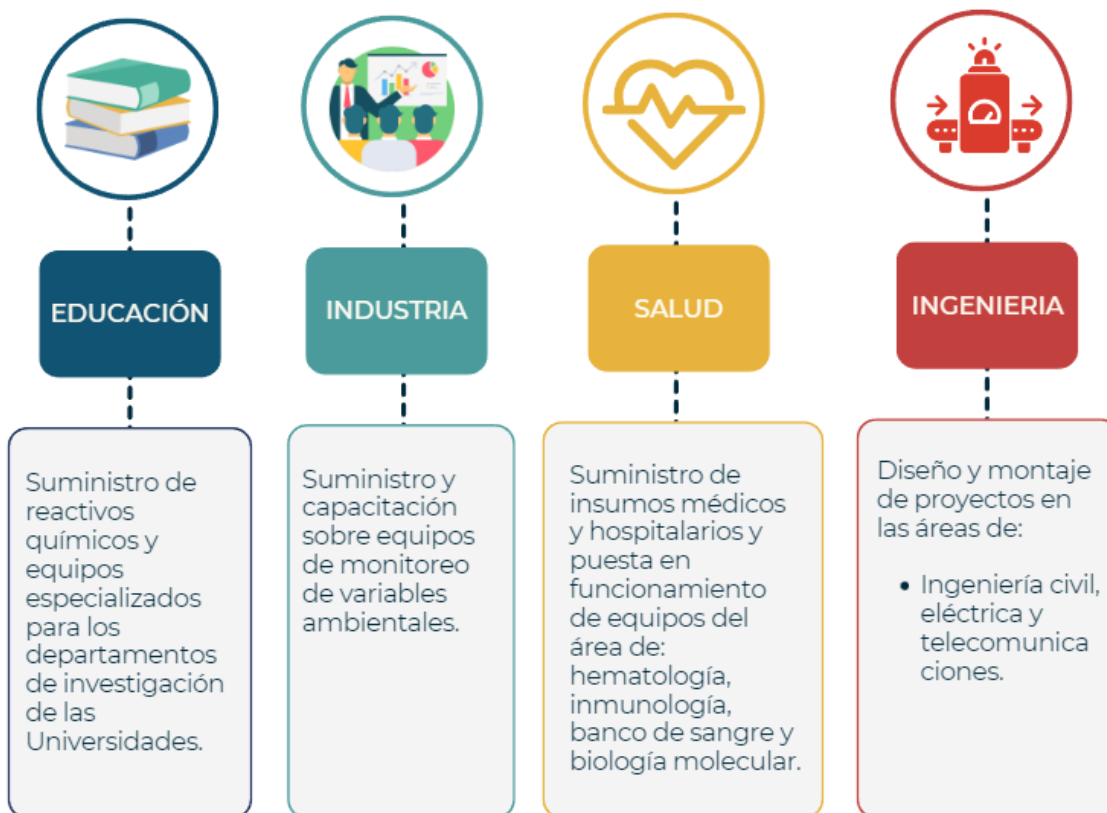 EDUCACIÓN
Suministro de
reactivos
químicos y
equipos
especializados
para los
departamentos
de investigación
de las
Universidades.
INDUSTRIA
Suministro y
capacitación
sobre equipos
de monitoreo
de variables
ambientales.
SALUD
Suministro de
insumos médicos
y hospitalarios y
puesta en
funcionamiento
de equipos del
área de:
hematología,
inmunología,
banco de sangre y
biología molecular.
INGENIERIA
Diseño y montaje
de proyectos en
las áreas de:
• Ingeniería civil,
eléctrica y
telecomunica
ciones.